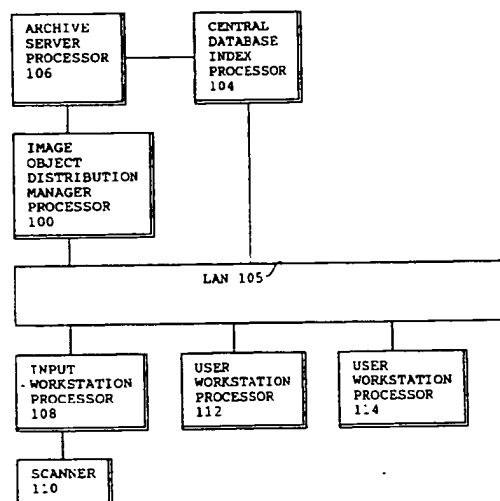 ARCHIVE
SERVER
PROCESSOR
106
CENTRAL
DATABASE
INDEX
PROCESSOR
104
IMAGE
OBJECT
DISTRIBUTION
MANAGER
PROCESSOR
100
LAN 105
INPUT
WORKSTATION
PROCESSOR
108
USER
WORKSTATION
PROCESSOR
112
USER
WORKSTATION
PROCESSOR
114
SCANNER
110